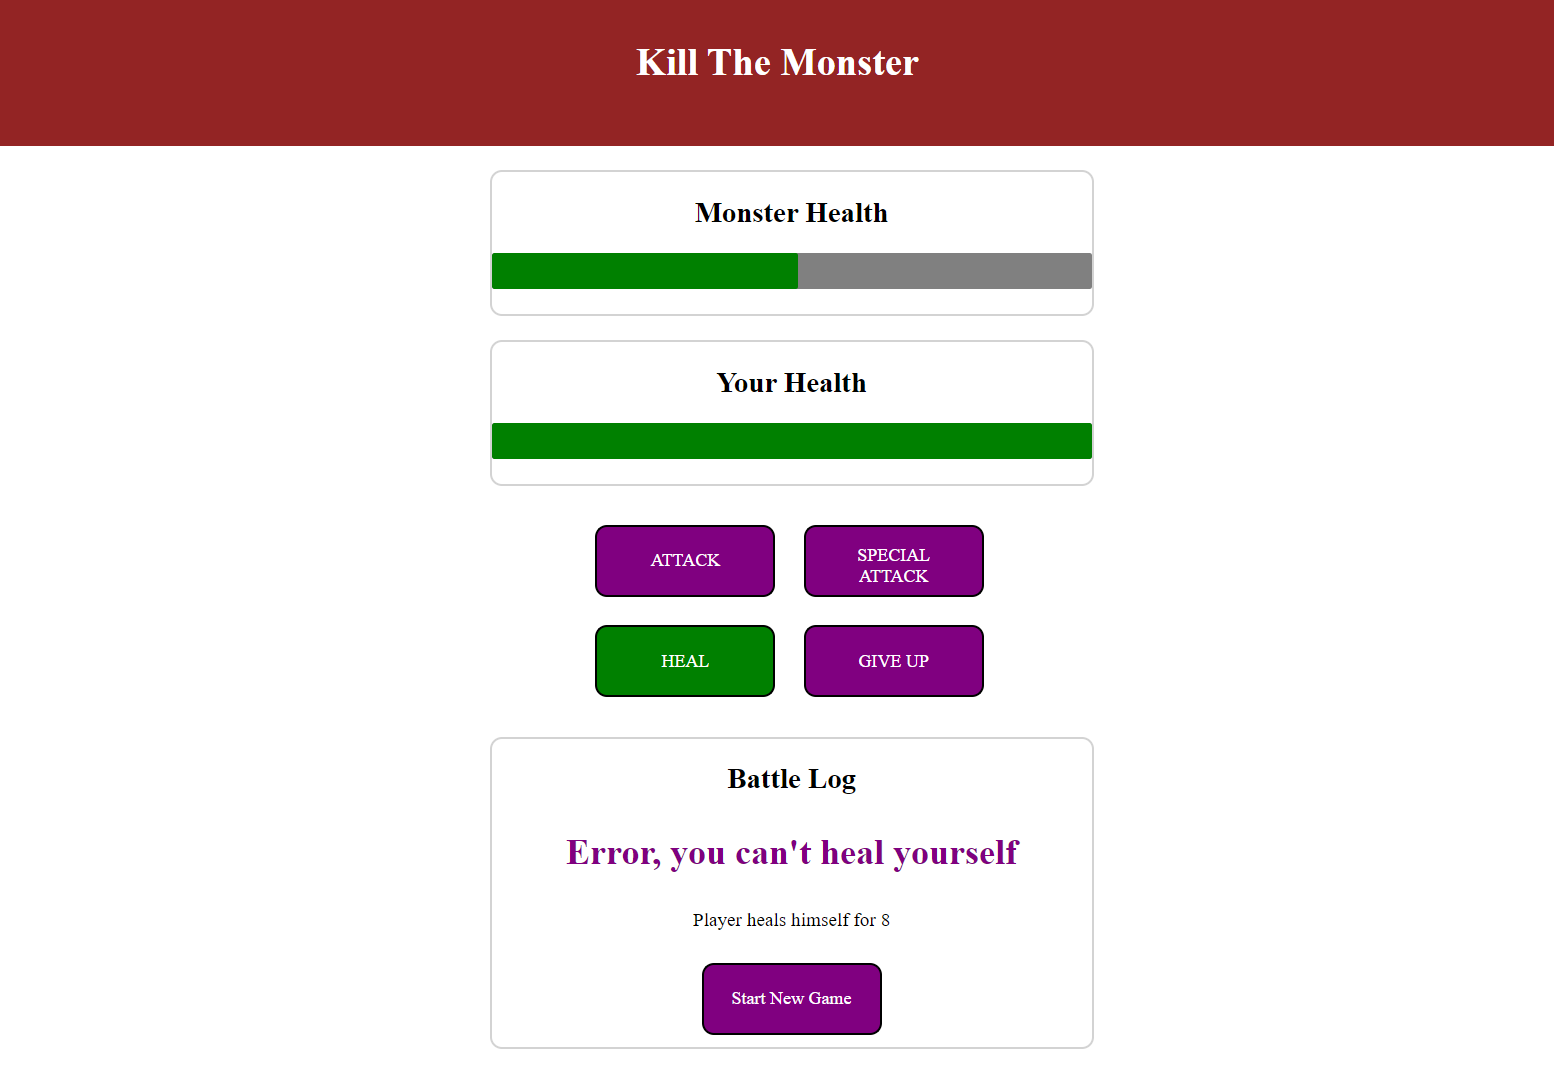 Kill The Monster
Monster Health
Your Health
ATTACK
SPECIAL
ATTACK
HEAL
GIVE UP
Battle Log
Error, you can't heal yourself
Player heals himself for 8
Start New Game